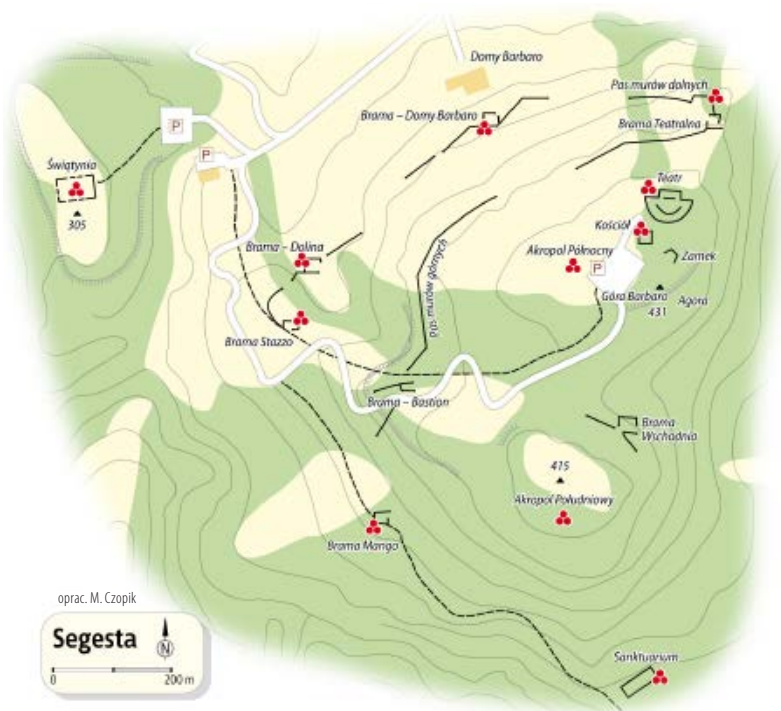 Domy Barbaro
Pas murów dolnych
Brama – Domy Barbaro
Brama Teatralna
P
P
Świątynia
305
Teatr
Kościół
Brama – Dolina
Akropol Północny
Zamek
P
Góra Barbaro
431
Agora
Pas murów górnych
Brama Stazzo
Brama – Bastion
Brama
Wschodnia
415
Akropol Południowy
Brama Mango
oprac. M. Czopik
Segesta
N
0
200 m
Sanktuarium